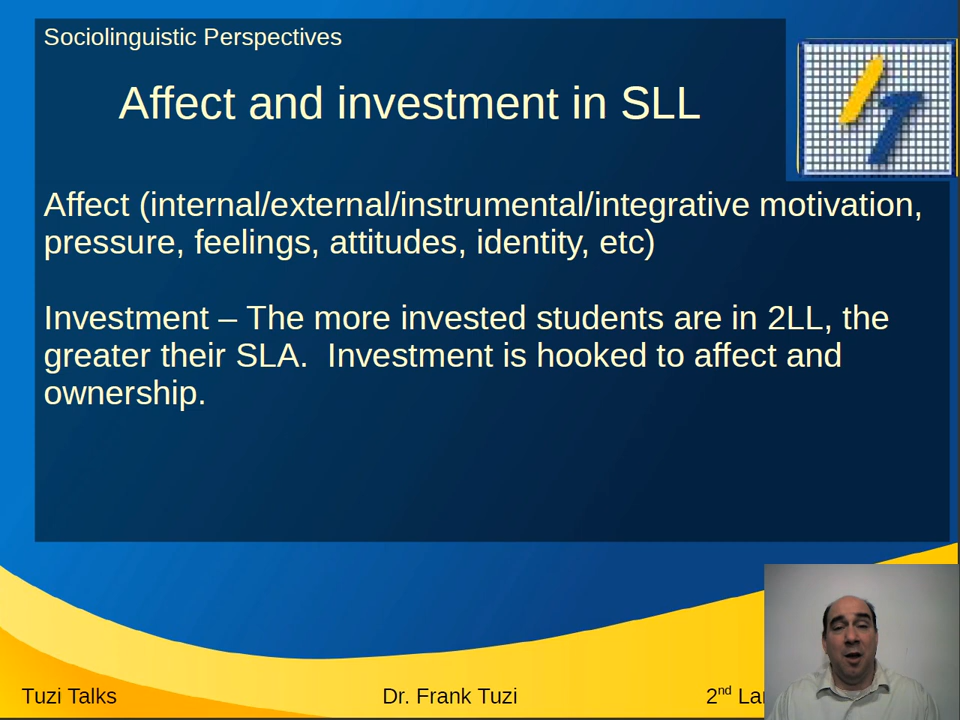 Sociolinguistic Perspectives
Affect and investment in SLL
Affect (internal/external/instrumental/integrative motivation,
pressure, feelings, attitudes, identity, etc)
Investment – The more invested students are in 2LL, the
greater their SLA.  Investment is hooked to affect and
ownership.
Tuzi Talks
Dr. Frank Tuzi
2nd